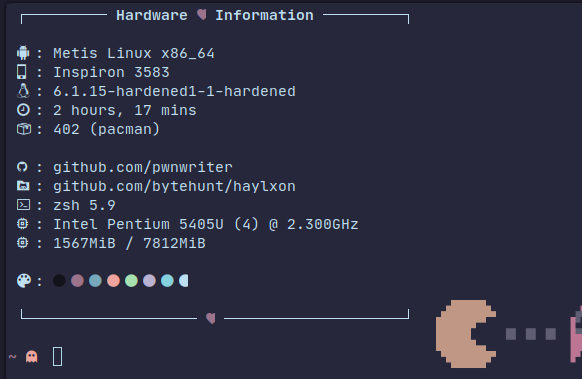 Hardware Information
: Metis Linux x86_64
: Inspiron 3583
: 6.1.15-hardened1-1-hardened
: 2 hours, 17 mins
: 402 (pacman)
: github.com/pwnwriter
: github.com/bytehunt/haylxon
: zsh 5.9
: Intel Pentium 5405U (4) @ 2.300GHz
: 1567MiB / 7812MiB
:
~